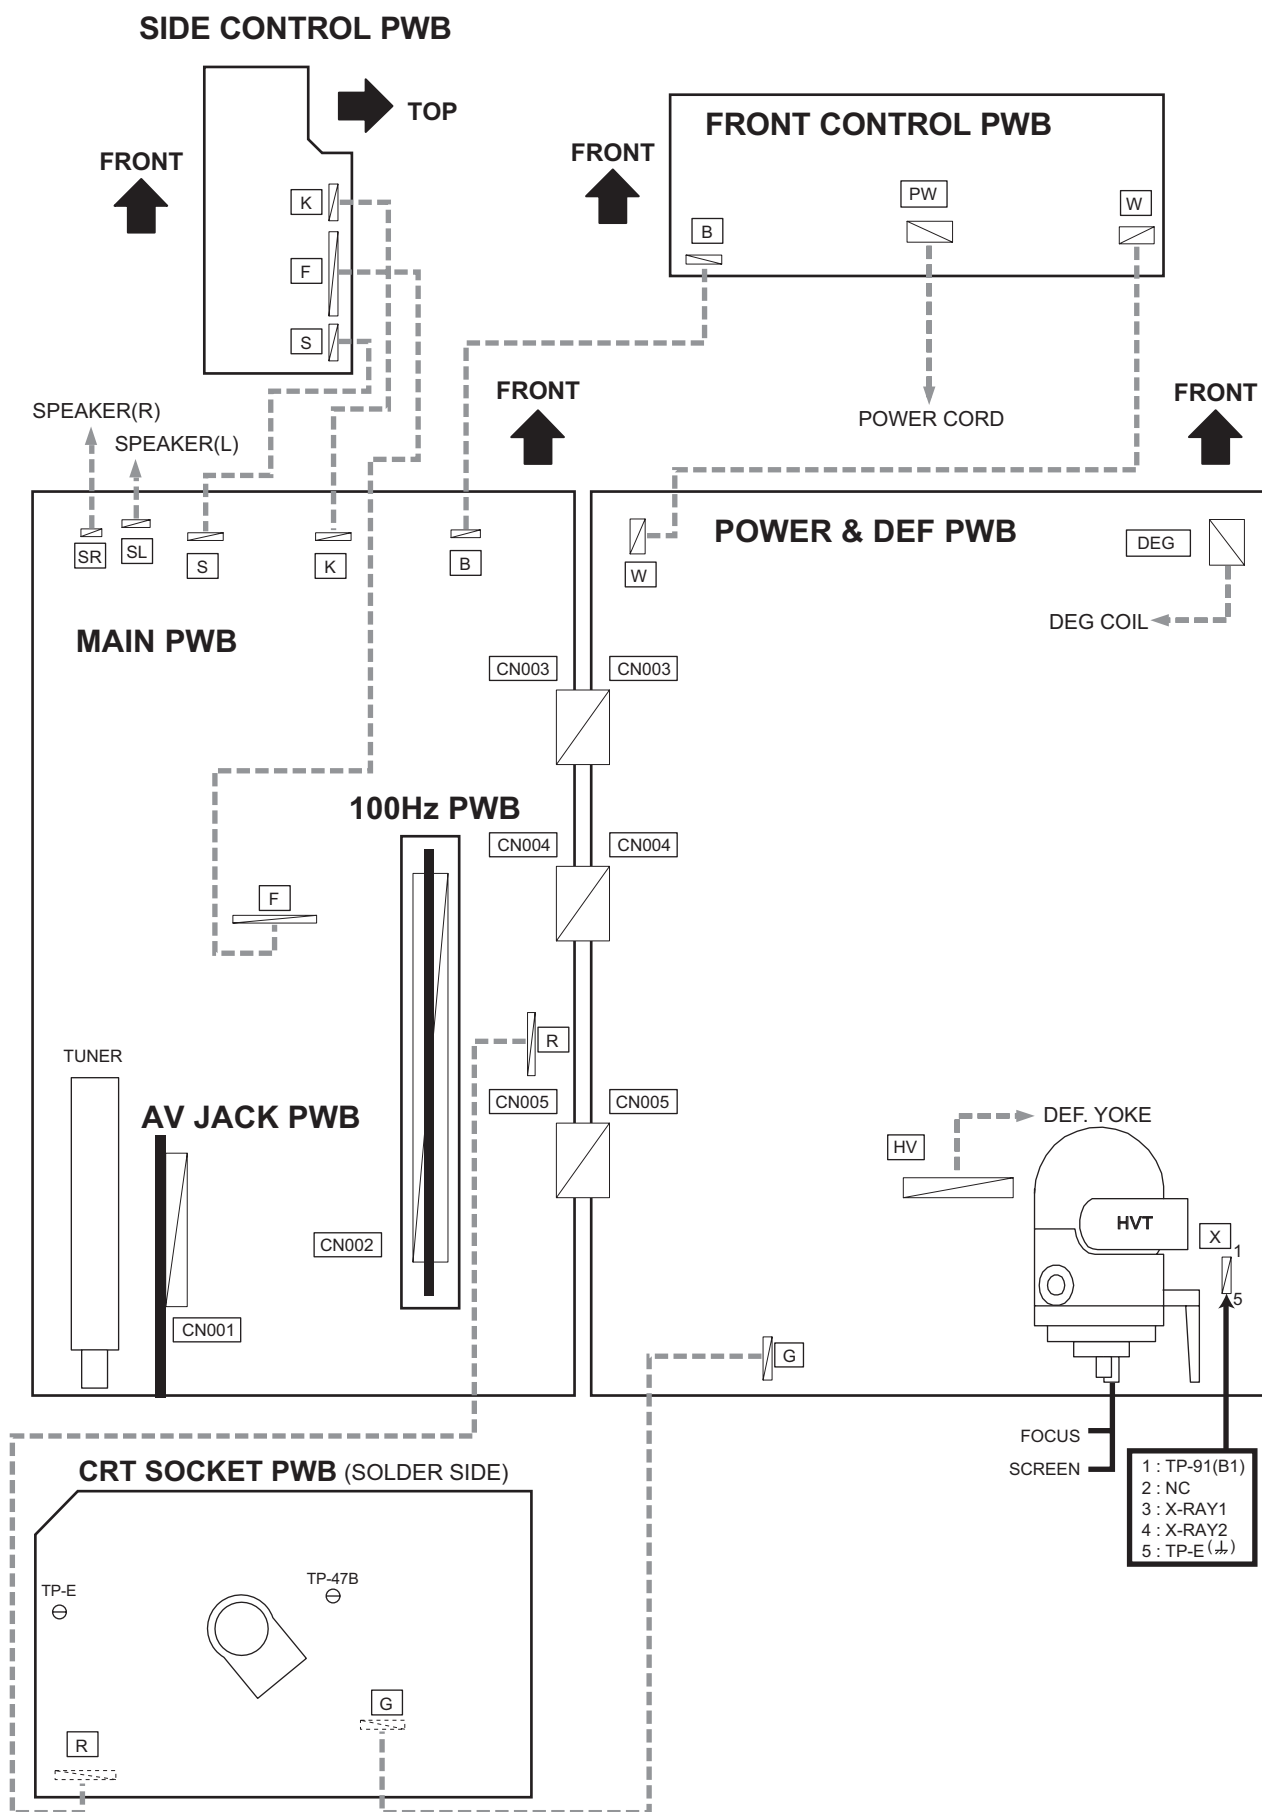 SIDE CONTROL PWB
TOP
FRONT
K
F
S
FRONT
FRONT CONTROL PWB
B
PW
W
POWER CORD
SPEAKER(R)
SPEAKER(L)
FRONT
FRONT
SR
SL
S
K
B
MAIN PWB
W
POWER & DEF PWB
DEG
DEG COIL
CN003
CN003
100Hz PWB
CN004
CN004
F
R
TUNER
CN005
CN005
AV JACK PWB
CN002
CN001
DEF. YOKE
HV
HVT
X
1
5
G
FOCUS
SCREEN
1 : TP-91(B1)
2 : NC
3 : X-RAY1
4 : X-RAY2
5 : TP-E (⏚)
CRT SOCKET PWB (SOLDER SIDE)
TP-E
TP-47B
G
R